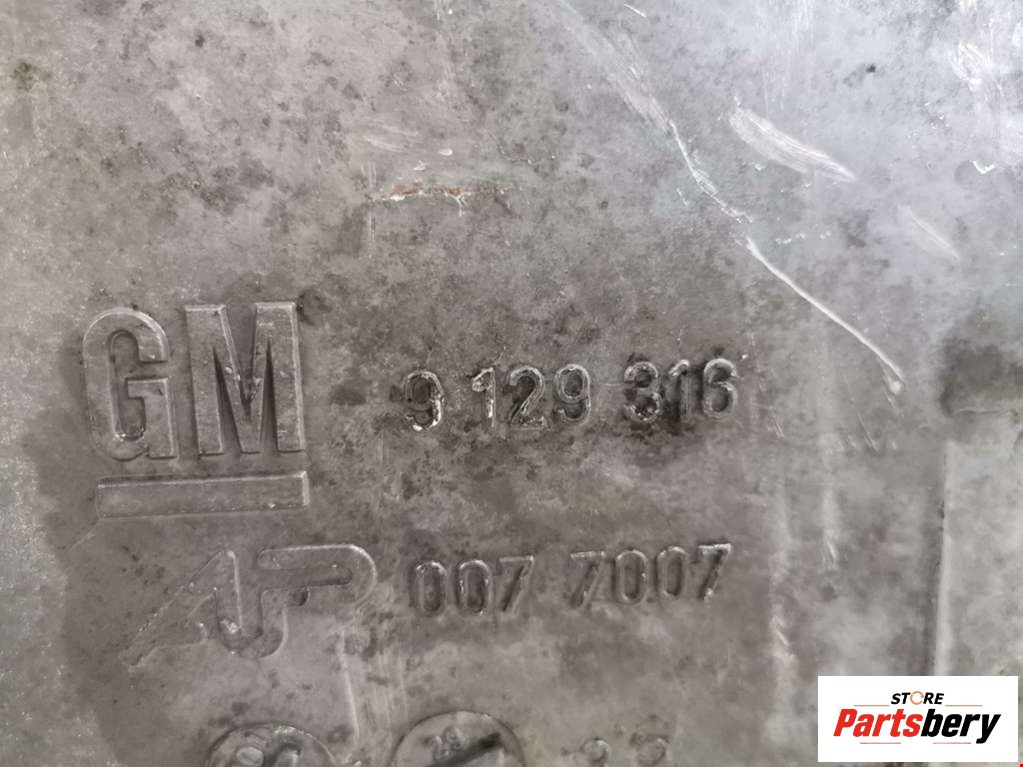 GM 9 129 316
AP 007 7007
STORE
Partsbery